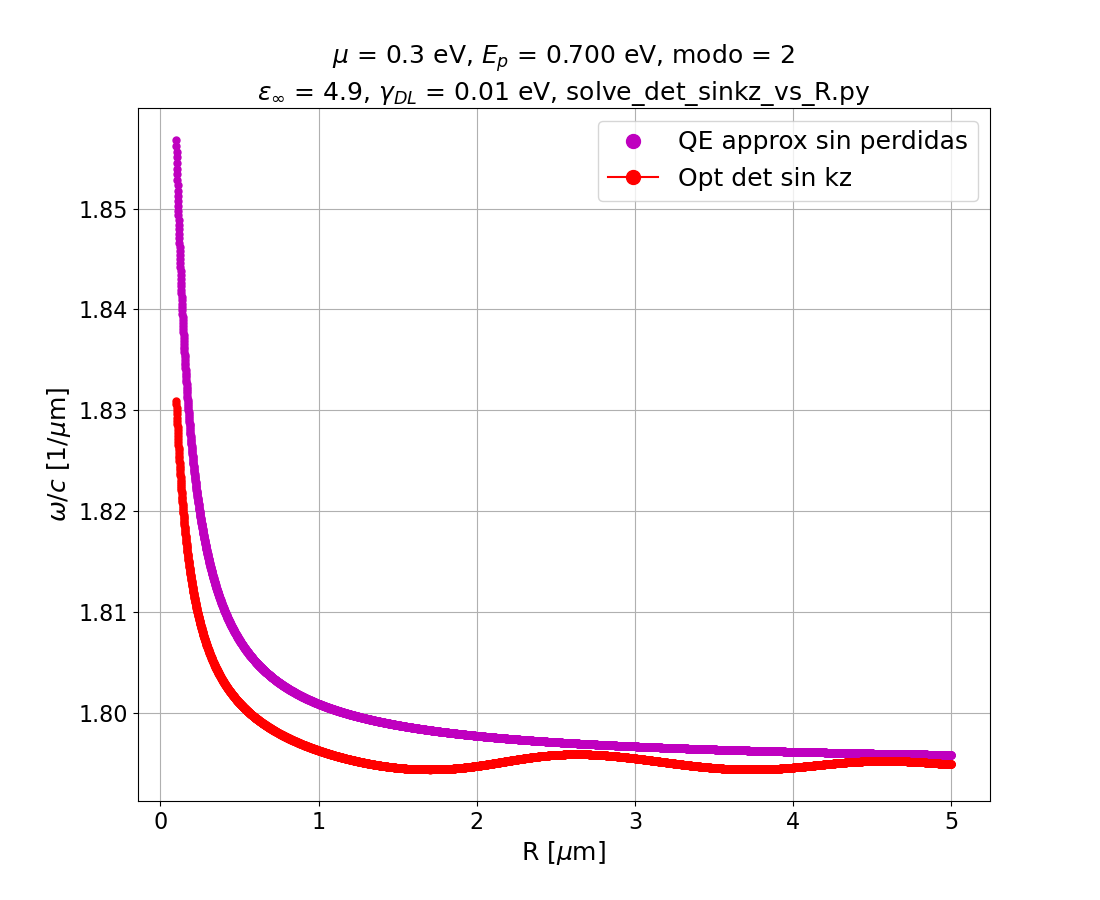 μ = 0.3 eV, E_p = 0.700 eV, modo = 2
ε_∞ = 4.9, γ_DL = 0.01 eV, solve_det_sinkz_vs_R.py
QE approx sin perdidas
Opt det sin kz
1.85
1.84
1.83
1.82
1.81
1.80
ω/c [1/μm]
0 1 2 3 4 5
R [μm]